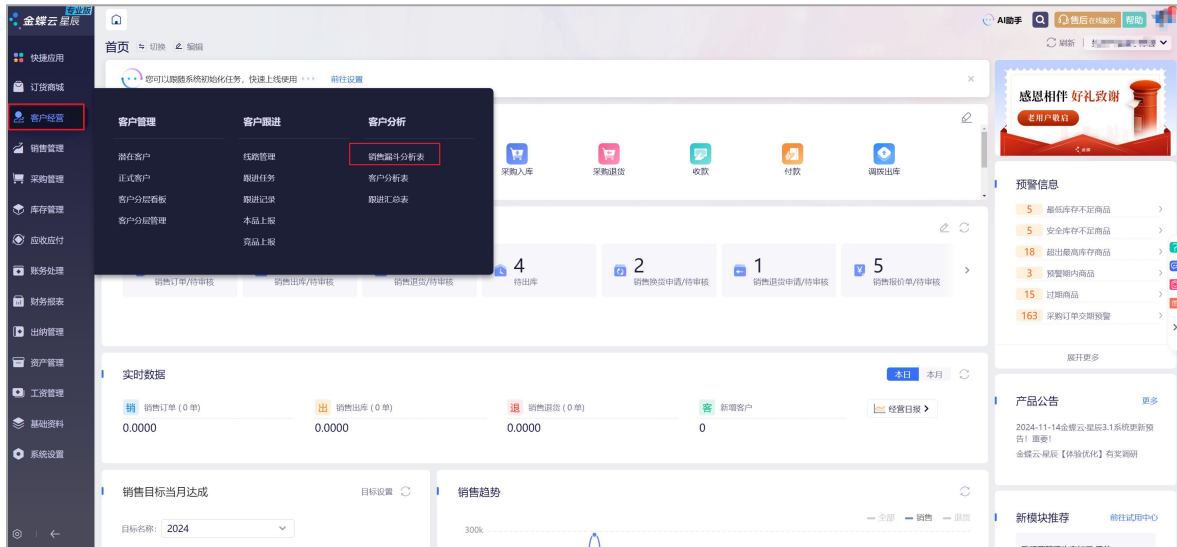 金蝶云 星辰
专业版
AI助手
售后在线服务
帮助
首页
切换
编辑
刷新
快捷应用
订货商城
客户经营
销售管理
采购管理
库存管理
应收应付
账务处理
财务报表
出纳管理
资产管理
工资管理
基础资料
系统设置
您可以跟随系统初始化任务，快速上线使用
前往设置
客户管理
潜在客户
正式客户
客户分层看板
客户分层管理
客户跟进
线路管理
跟进任务
跟进记录
本品上报
竞品上报
客户分析
销售漏斗分析表
客户分析表
跟进汇总表
采购入库
采购退货
收款
付款
调拨出库
销售订单/待审核
销售出库/待审核
销售退货/待审核
4
待出库
2
销售换货申请/待审核
1
销售退货申请/待审核
5
销售报价单/待审核
实时数据
本日
本月
销 销售订单 ( 0 单)
0.0000
出 销售出库 ( 0 单)
0.0000
退 销售退货 ( 0 单)
0.0000
客 新增客户
0
经营日报
销售目标当月达成
目标设置
目标名称:
2024
销售趋势
全部
销售
退货
300k
感恩相伴 好礼致谢
老用户敬启
预警信息
5 最低库存不足商品
5 安全库存不足商品
18 超出最高库存商品
3 预警期内商品
15 过期商品
163 采购订单交期预警
展开更多
产品公告
更多
2024-11-14金蝶云·星辰3.1系统更新预
告！重要！
金蝶云·星辰【体验优化】有奖调研
新模块推荐
前往试用中心